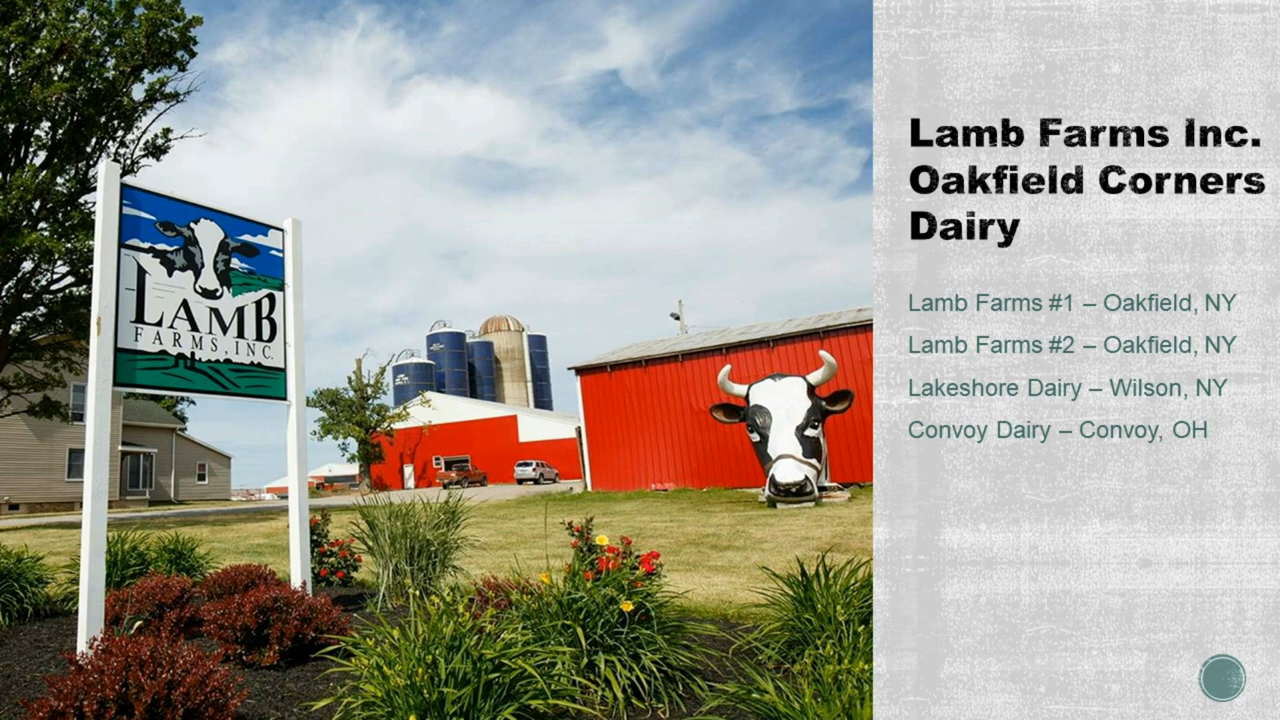 LAMB
FARMS, INC.
Lamb Farms Inc.
Oakfield Corners
Dairy
Lamb Farms #1 – Oakfield, NY
Lamb Farms #2 – Oakfield, NY
Lakeshore Dairy – Wilson, NY
Convoy Dairy – Convoy, OH